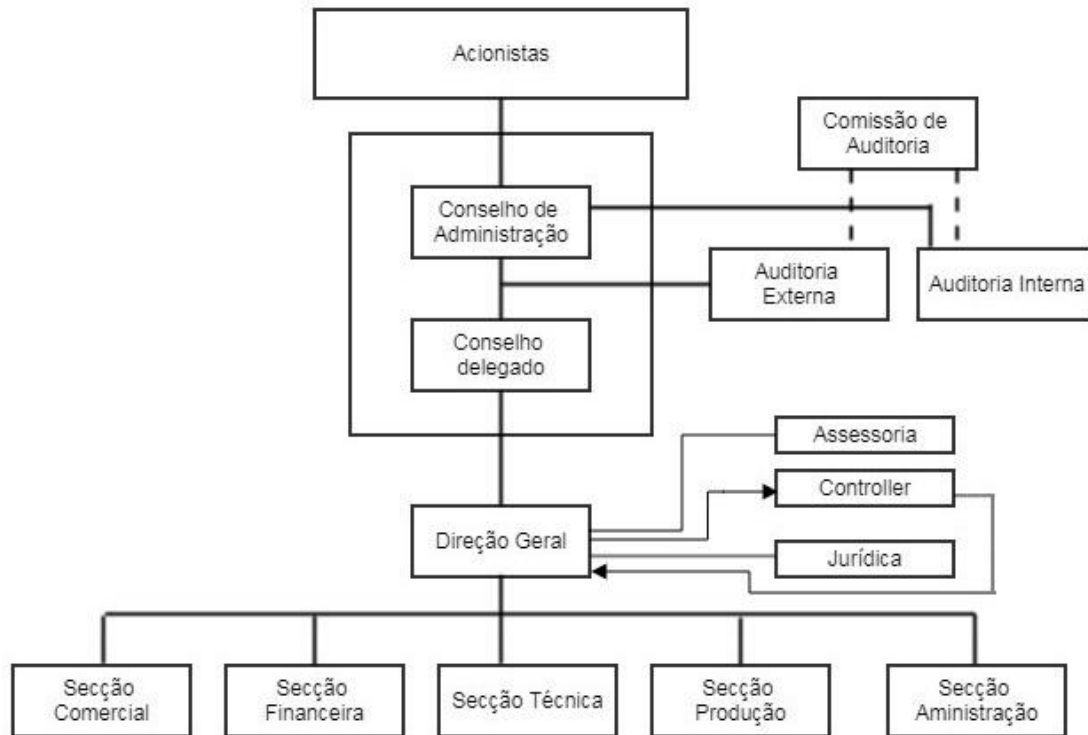 Acionistas
Comissão de
Auditoria
Conselho de
Administração
Auditoria
Externa
Auditoria Interna
Conselho
delegado
Assessoria
Controller
Direção Geral
Jurídica
Secção
Comercial
Secção
Financeira
Secção Técnica
Secção
Produção
Secção
Aministração